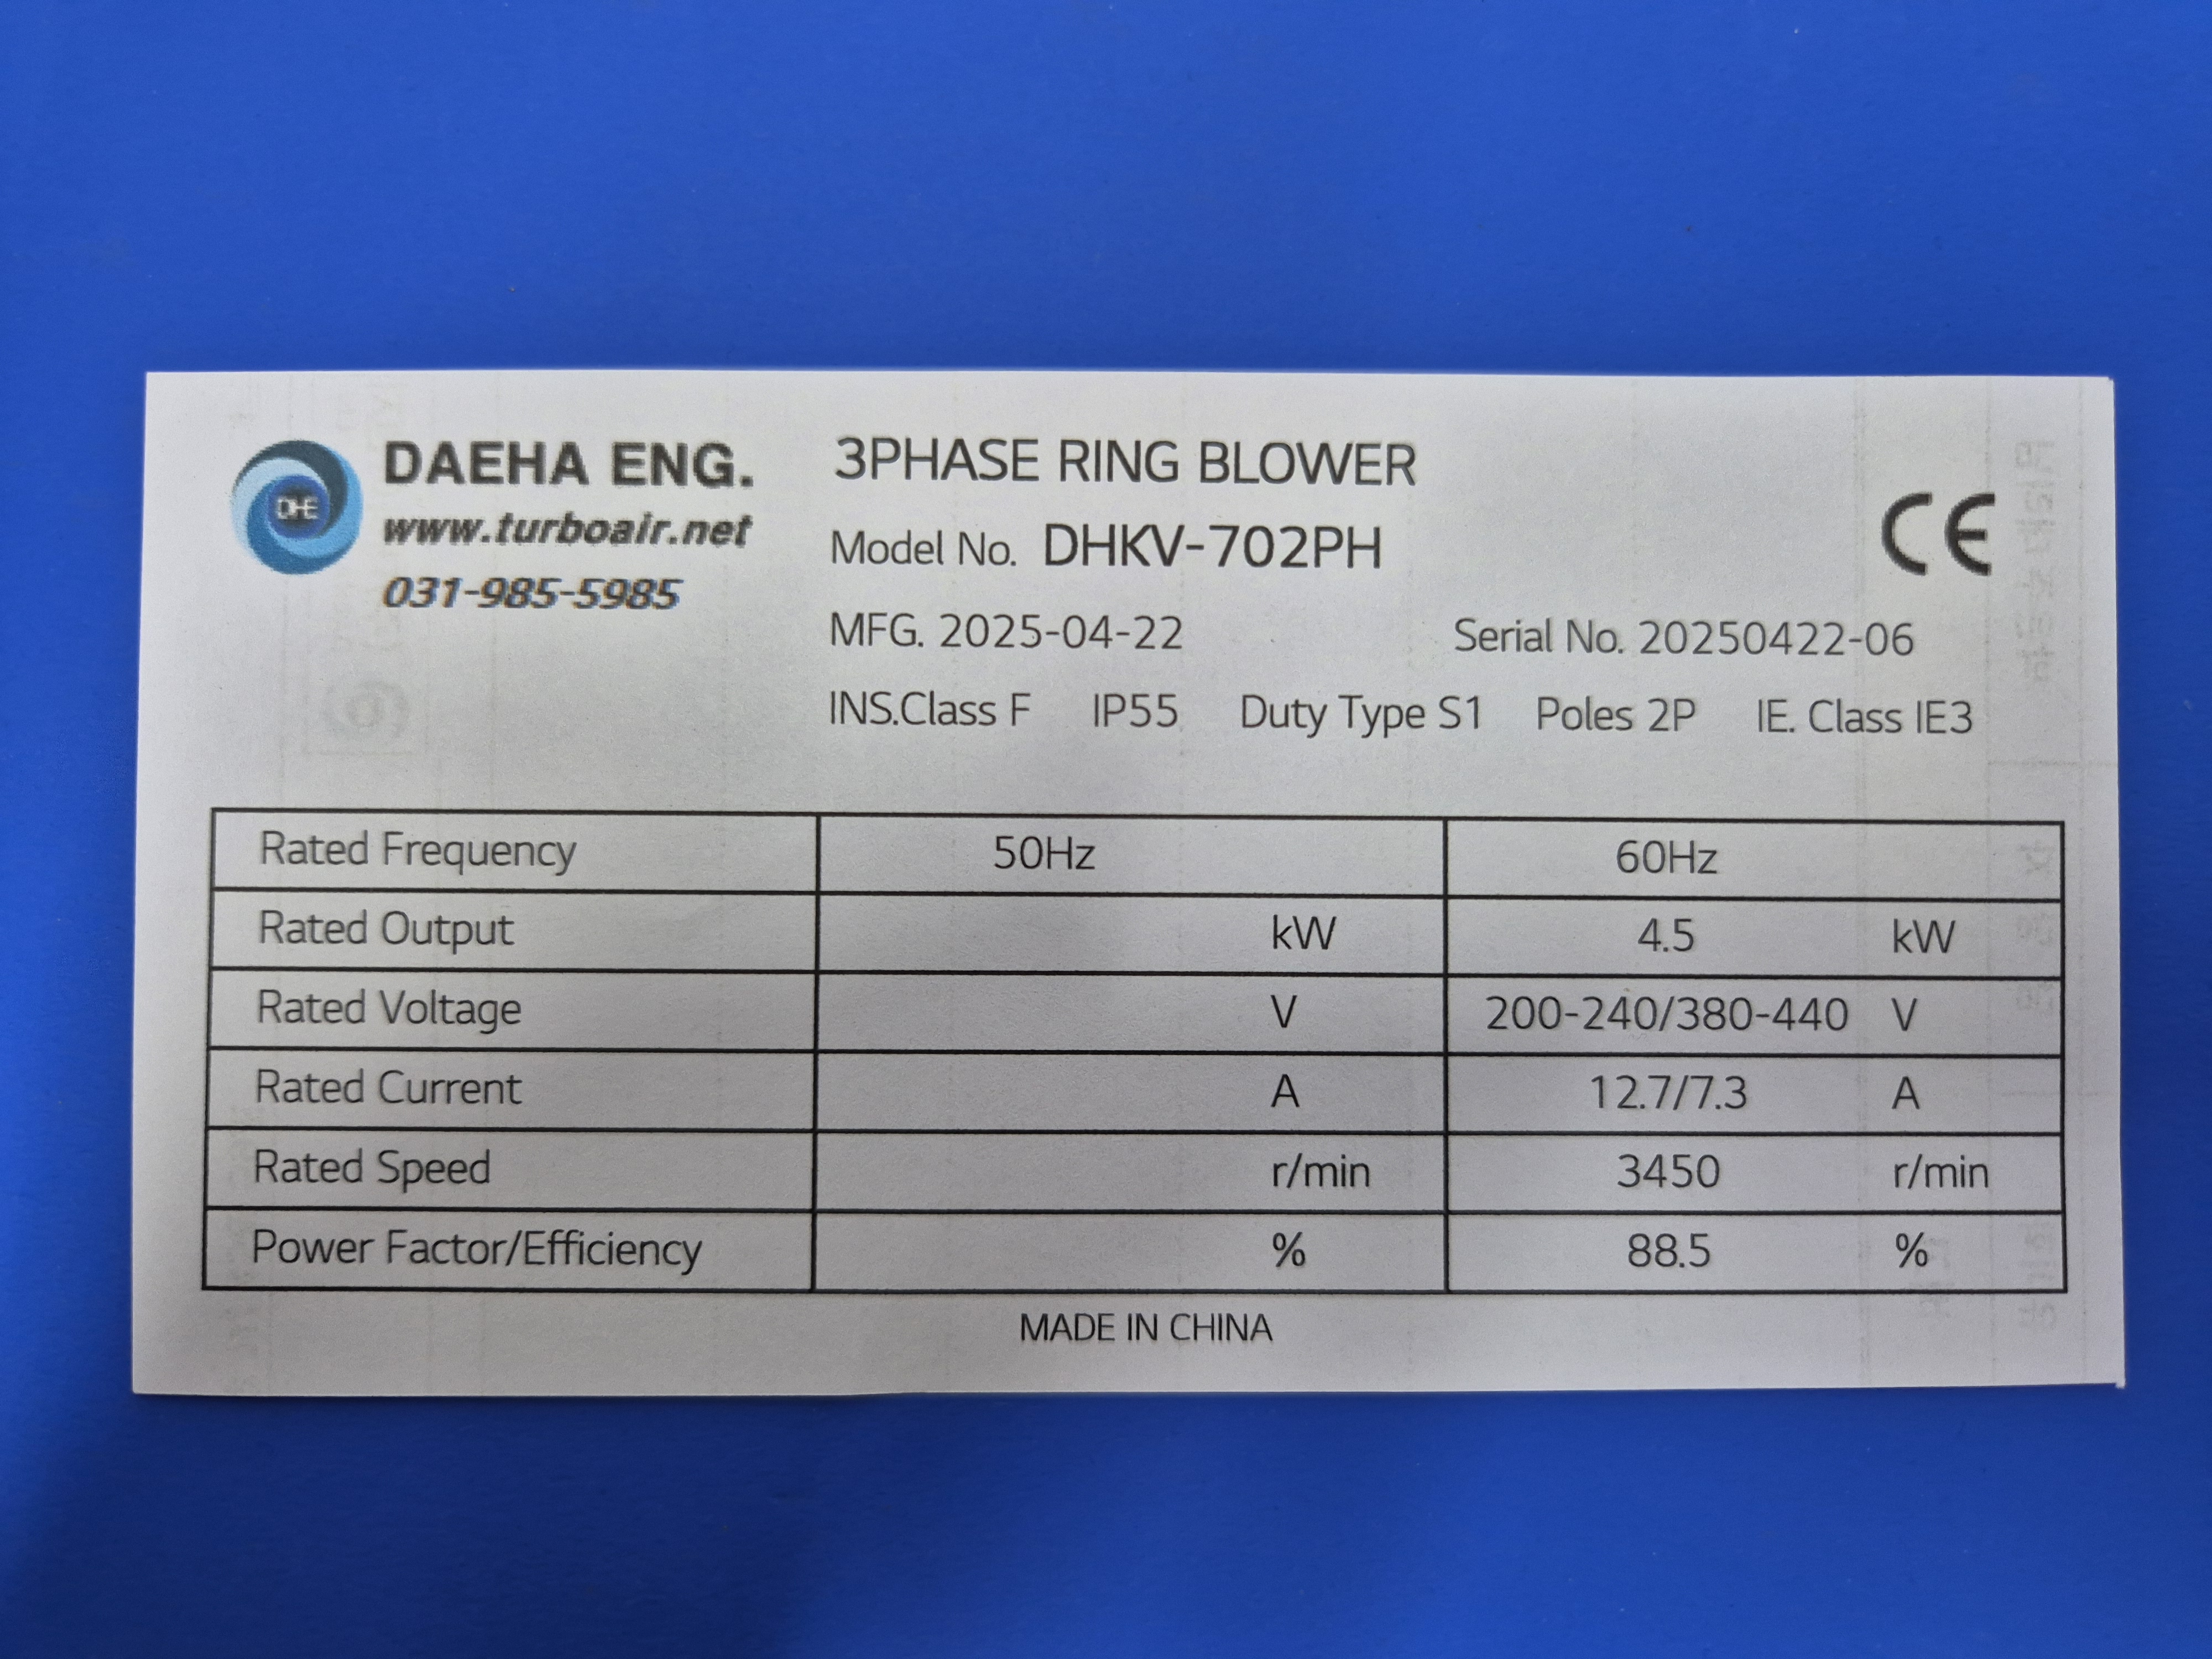 DHE
DAEHA ENG.
www.turboair.net
031-985-5985
3PHASE RING BLOWER
Model No. DHKV-702PH
CE
MFG. 2025-04-22 Serial No. 20250422-06
INS.Class F IP55 Duty Type S1 Poles 2P IE. Class IE3
Rated Frequency 50Hz 60Hz
Rated Output kW 4.5 kW
Rated Voltage V 200-240/380-440 V
Rated Current A 12.7/7.3 A
Rated Speed r/min 3450 r/min
Power Factor/Efficiency % 88.5 %
MADE IN CHINA